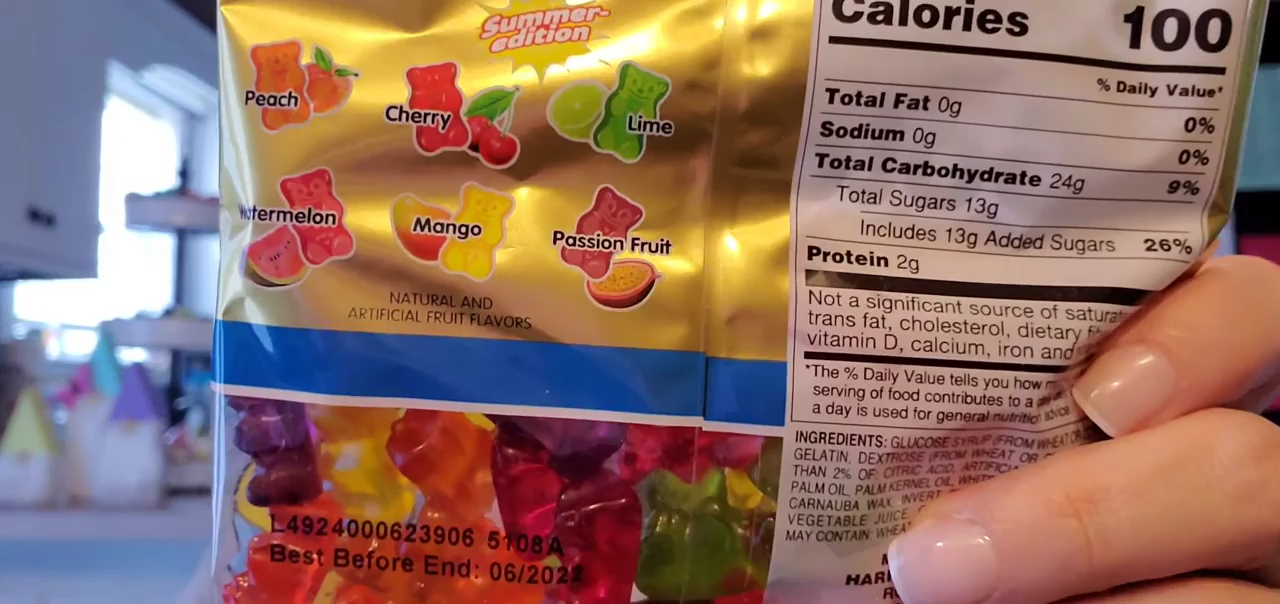 Summer-
edition
Peach
Cherry
Lime
Watermelon
Mango
Passion Fruit
NATURAL AND
ARTIFICIAL FRUIT FLAVORS
L4924000623906 5108A
Best Before End: 06/2022
Calories 100
% Daily Value*
Total Fat 0g 0%
Sodium 0g 0%
Total Carbohydrate 24g 9%
Total Sugars 13g
Includes 13g Added Sugars 26%
Protein 2g
Not a significant source of
trans fat, cholesterol, dietary
vitamin D, calcium, iron and
*The % Daily Value tells you how
serving of food contributes to a
a day is used for general nutrition advice
INGREDIENTS: GLUCOSE SYRUP (FROM WHEAT OR
GELATIN, DEXTROSE (FROM WHEAT OR
THAN 2% OF: CITRIC ACID,
PALM OIL, PALM KERNEL OIL,
CARNAUBA WAX, INVERT
VEGETABLE JUICE,
MAY CONTAIN: